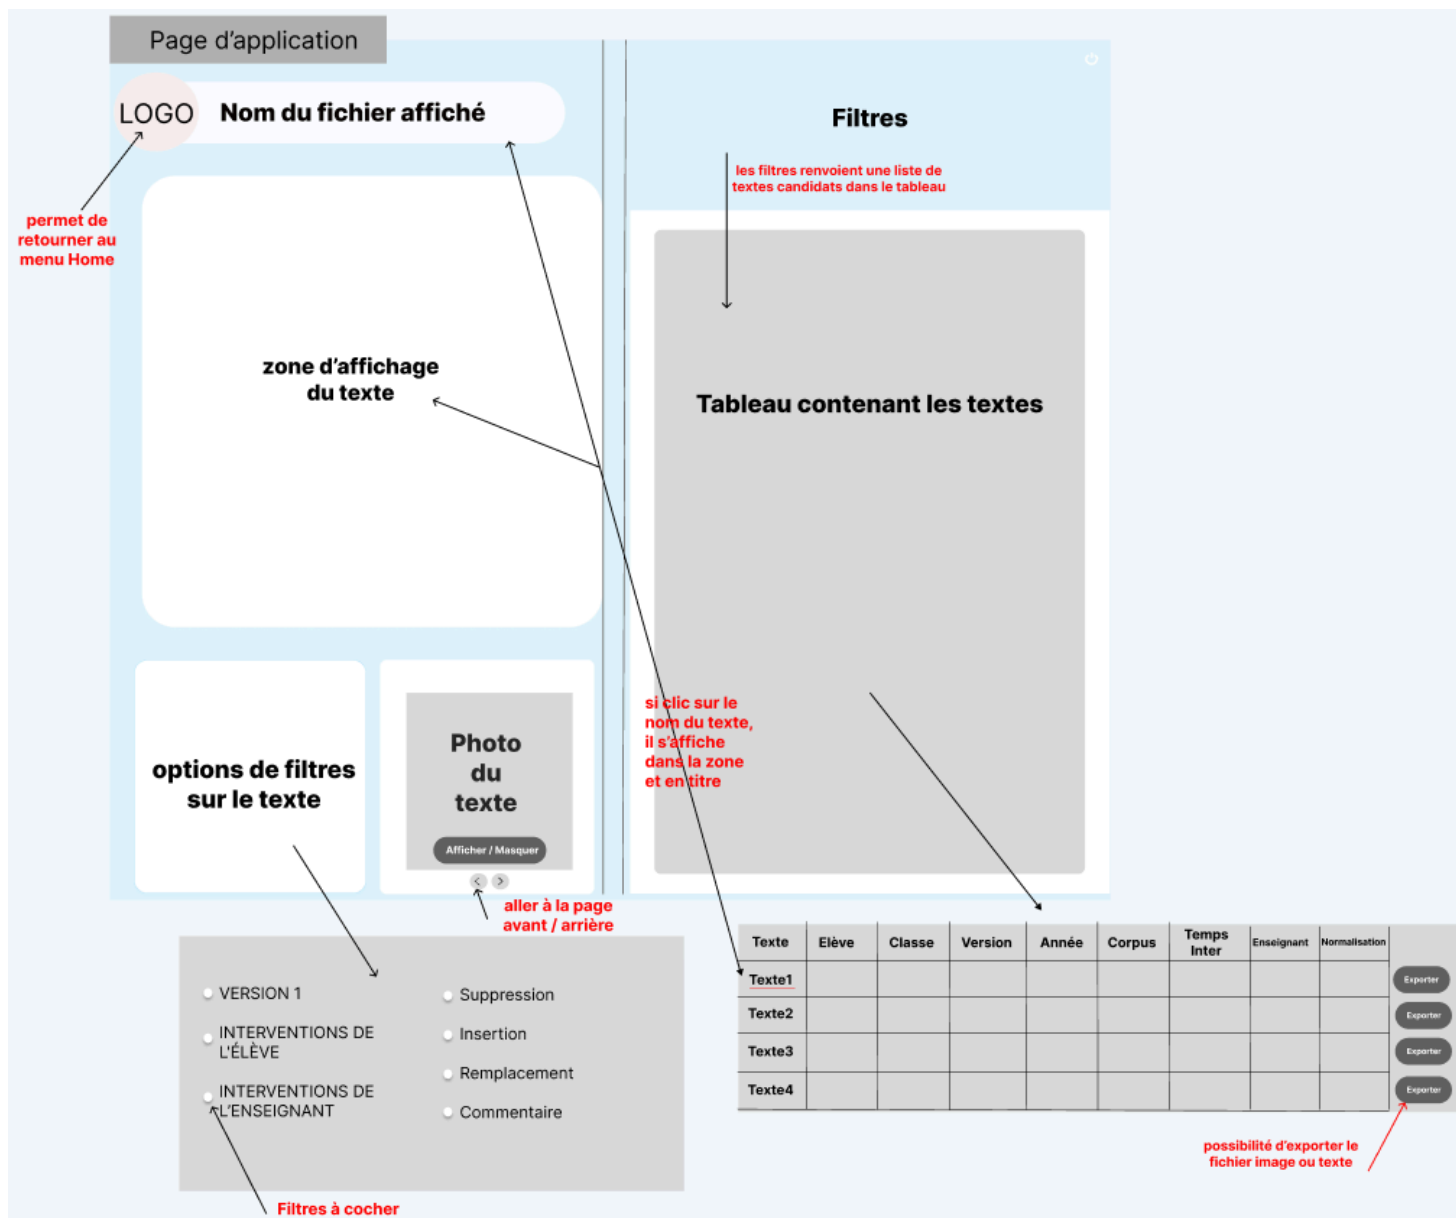 Page d'application
LOGO
Nom du fichier affiché
Filtres
les filtres renvoient une liste de
textes candidats dans le tableau
permet de
retourner au
menu Home
zone d'affichage
du texte
Tableau contenant les textes
si clic sur le
nom du texte,
il s'affiche
dans la zone
et en titre
options de filtres
sur le texte
Photo
du
texte
Afficher / Masquer
< >
aller à la page
avant / arrière
VERSION 1
INTERVENTIONS DE
L'ÉLÈVE
INTERVENTIONS DE
L'ENSEIGNANT
Suppression
Insertion
Remplacement
Commentaire
Filtres à cocher
Texte Elève Classe Version Année Corpus Temps Inter Enseignant Normalisation
Texte1 Exporter
Texte2 Exporter
Texte3 Exporter
Texte4 Exporter
possibilité d'exporter le
fichier image ou texte